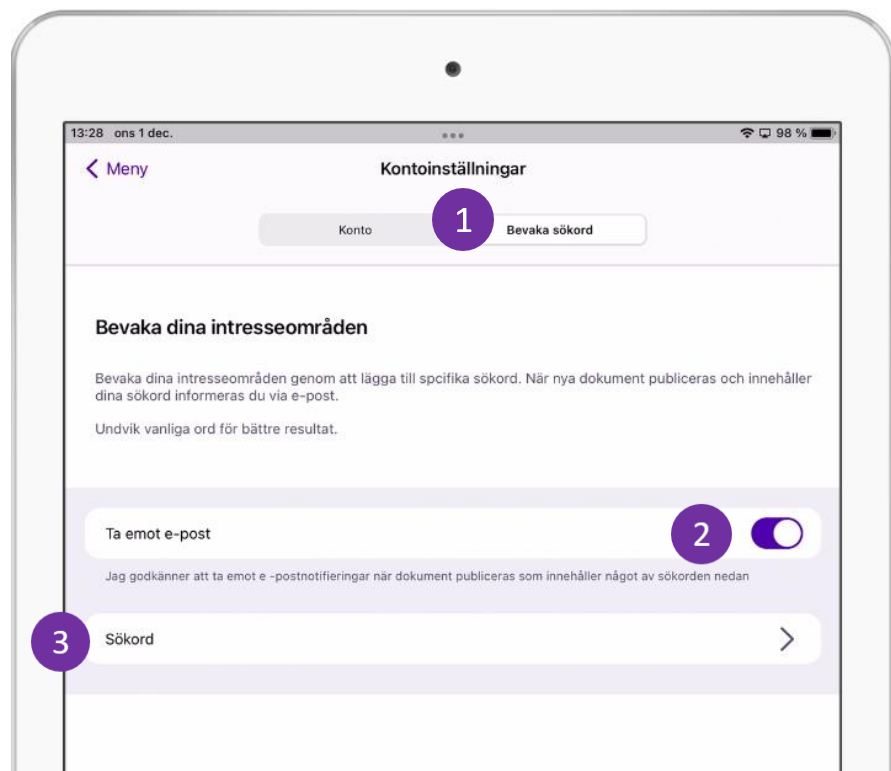 13:28 ons 1 dec.
98 %
Meny
Kontoinställningar
Konto
1
Bevaka sökord
Bevaka dina intresseområden
Bevaka dina intresseområden genom att lägga till spcifika sökord. När nya dokument publiceras och innehåller
dina sökord informeras du via e-post.
Undvik vanliga ord för bättre resultat.
Ta emot e-post
2
Jag godkänner att ta emot e -postnotifieringar när dokument publiceras som innehåller något av sökorden nedan
3
Sökord